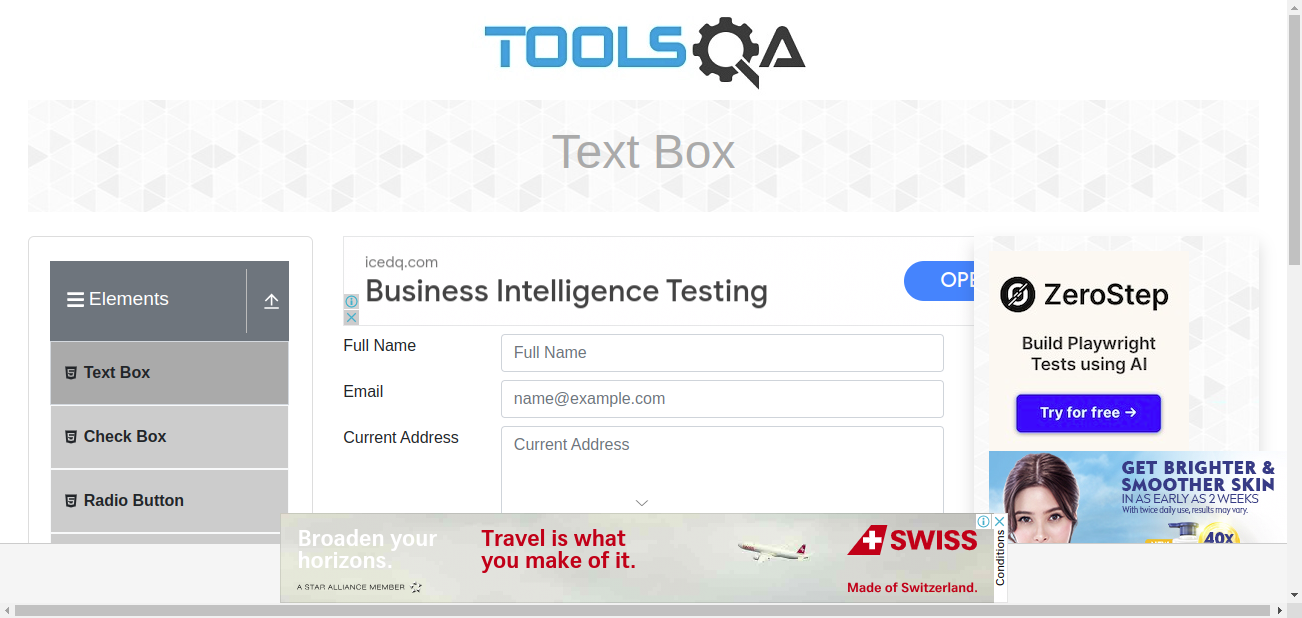 TOOLSQA
Text Box
Elements
Text Box
Check Box
Radio Button
icedq.com
Business Intelligence Testing
OPE
Full Name
Full Name
Email
name@example.com
Current Address
Current Address
ZeroStep
Build Playwright
Tests using AI
Try for free →
GET BRIGHTER &
SMOOTHER SKIN
IN AS EARLY AS 2 WEEKS
With twice daily use, results may vary.
40X
Broaden your
horizons.
A STAR ALLIANCE MEMBER
Travel is what
you make of it.
SWISS
Made of Switzerland.
Conditions